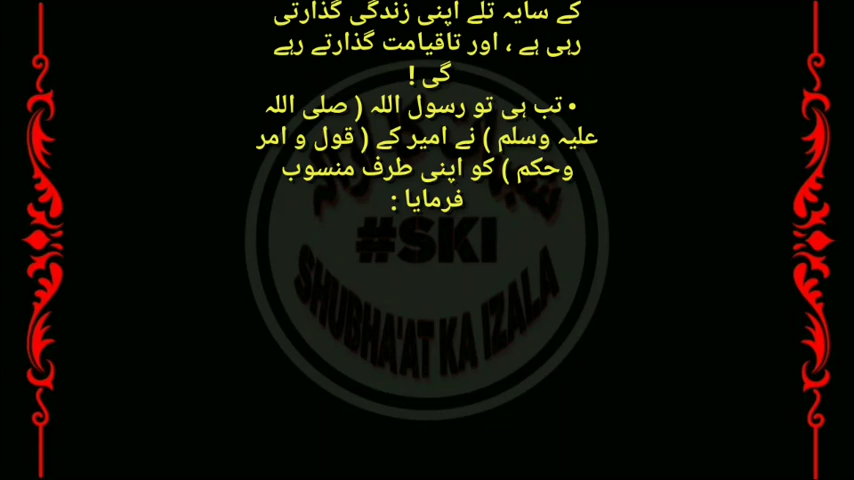 کے سایہ تلے اپنی زندگی گذارتی
رہی ہے ، اور تاقیامت گذارتے رہے
گی !
• تب ہی تو رسول اللہ ( صلی اللہ
علیہ وسلم ) نے امیر کے ( قول و امر
وحکم ) کو اپنی طرف منسوب
فرمایا :
#SKI
SHUBHA'AT KA IZALA